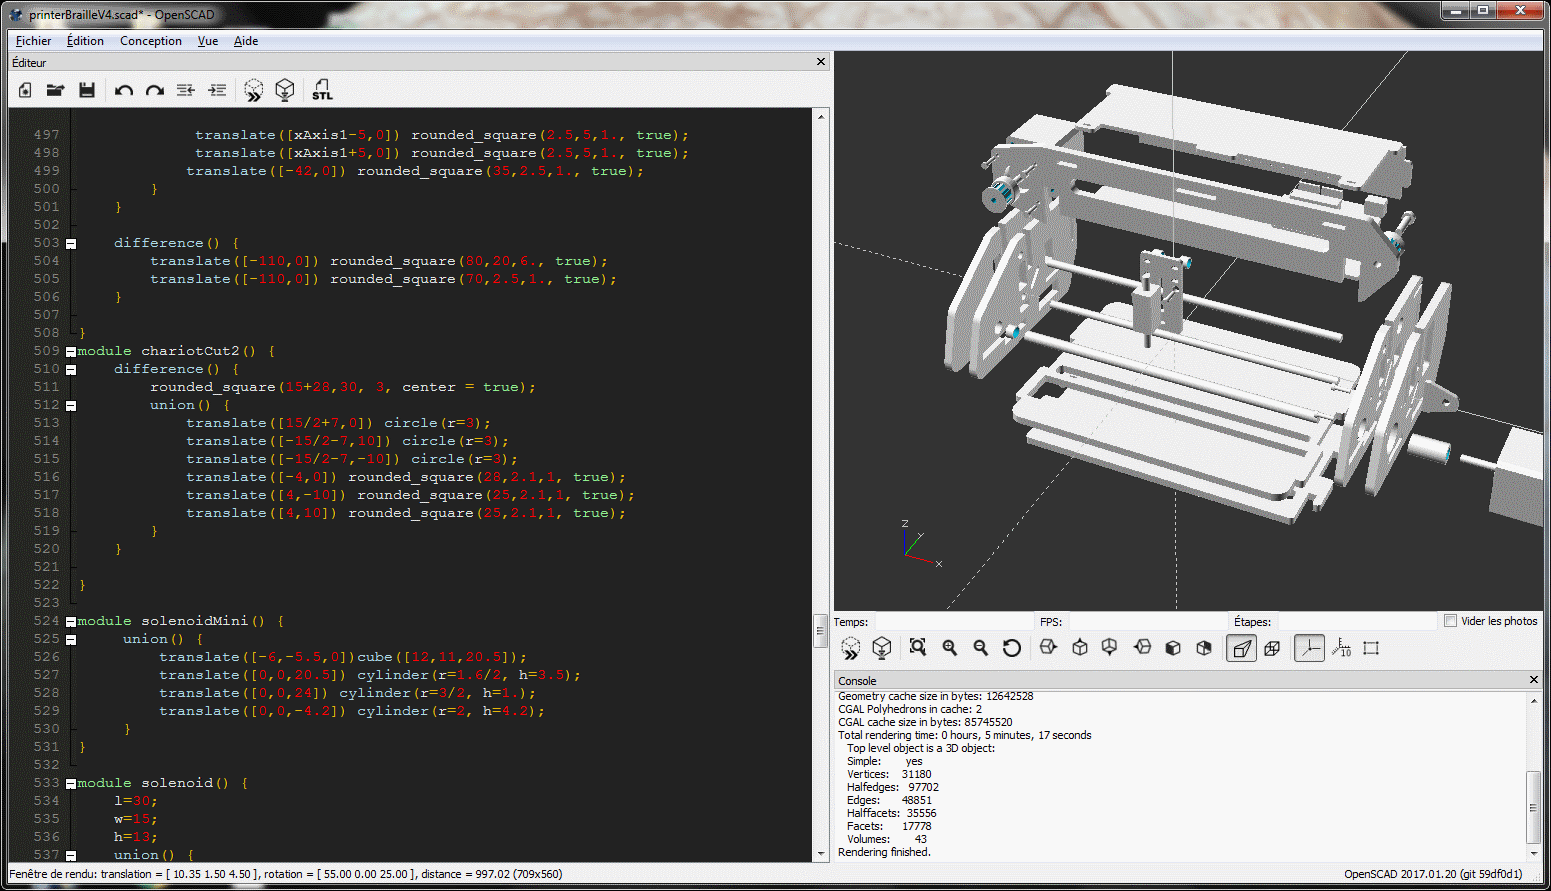 printerBrailleV4.scad* - OpenSCAD
Fichier Édition Conception Vue Aide
Éditeur
STL
497 translate([xAxis1-5,0]) rounded_square(2.5,5,1., true);
498 translate([xAxis1+5,0]) rounded_square(2.5,5,1., true);
499 translate([-42,0]) rounded_square(35,2.5,1., true);
500 }
501 }
502
503 difference() {
504 translate([-110,0]) rounded_square(80,20,6., true);
505 translate([-110,0]) rounded_square(70,2.5,1., true);
506 }
507
508 }
509 module chariotCut2() {
510 difference() {
511 rounded_square(15+28,30, 3, center = true);
512 union() {
513 translate([15/2+7,0]) circle(r=3);
514 translate([-15/2-7,10]) circle(r=3);
515 translate([-15/2-7,-10]) circle(r=3);
516 translate([-4,0]) rounded_square(28,2.1,1, true);
517 translate([4,-10]) rounded_square(25,2.1,1, true);
518 translate([4,10]) rounded_square(25,2.1,1, true);
519 }
520 }
521
522 }
523
524 module solenoidMini() {
525 union() {
526 translate([-6,-5.5,0])cube([12,11,20.5]);
527 translate([0,0,20.5]) cylinder(r=1.6/2, h=3.5);
528 translate([0,0,24]) cylinder(r=3/2, h=1.);
529 translate([0,0,-4.2]) cylinder(r=2, h=4.2);
530 }
531 }
532
533 module solenoid() {
534 l=30;
535 w=15;
536 h=13;
537 union() {
Z
Y
X
Temps: FPS: Étapes: Vider les photos
10
Console
Geometry cache size in bytes: 12642528
CGAL Polyhedrons in cache: 2
CGAL cache size in bytes: 85745520
Total rendering time: 0 hours, 5 minutes, 17 seconds
Top level object is a 3D object:
Simple: yes
Vertices: 31180
Halfedges: 97702
Edges: 48851
Halffacets: 35556
Facets: 17778
Volumes: 43
Rendering finished.
Fenêtre de rendu: translation = [ 10.35 1.50 4.50 ], rotation = [ 55.00 0.00 25.00 ], distance = 997.02 (709x560)
OpenSCAD 2017.01.20 (git 59df0d1)